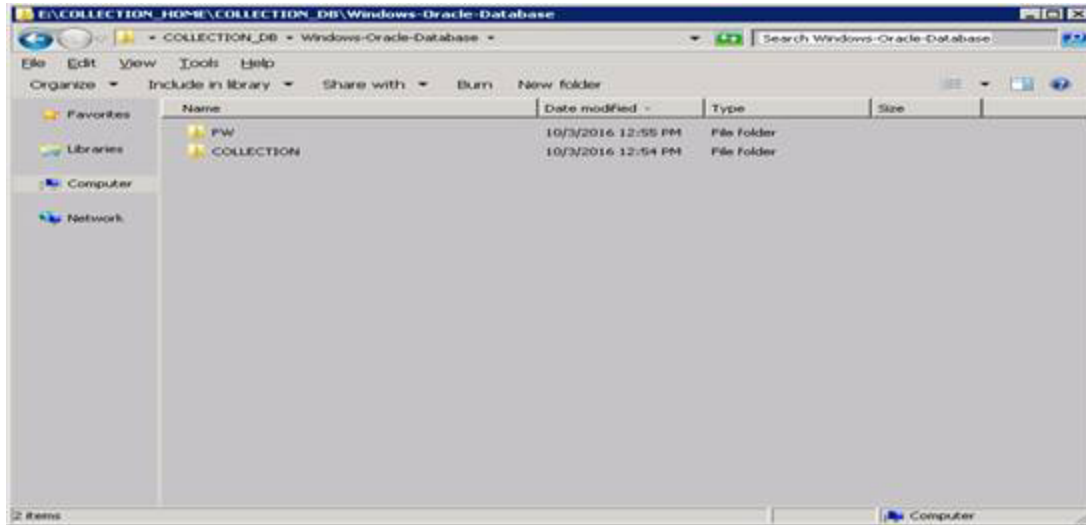 E:\COLLECTION_HOME\COLLECTION_DB\Windows-Oracle-Database
COLLECTION_DB Windows-Oracle-Database
Search Windows-Oracle-Database
File Edit View Tools Help
Organize Include in library Share with Burn New folder
Name Date modified Type Size
Favorites
Libraries
Computer
Network
PW 10/3/2016 12:55 PM File folder
COLLECTION 10/3/2016 12:54 PM File folder
2 items
Computer